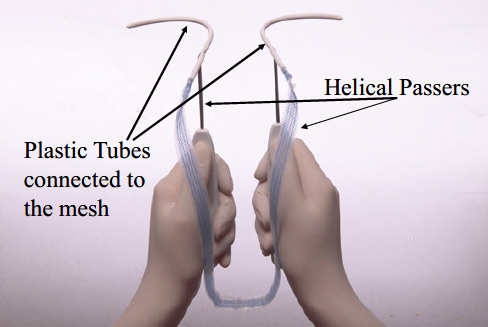 Helical Passers
Plastic Tubes
connected to
the mesh